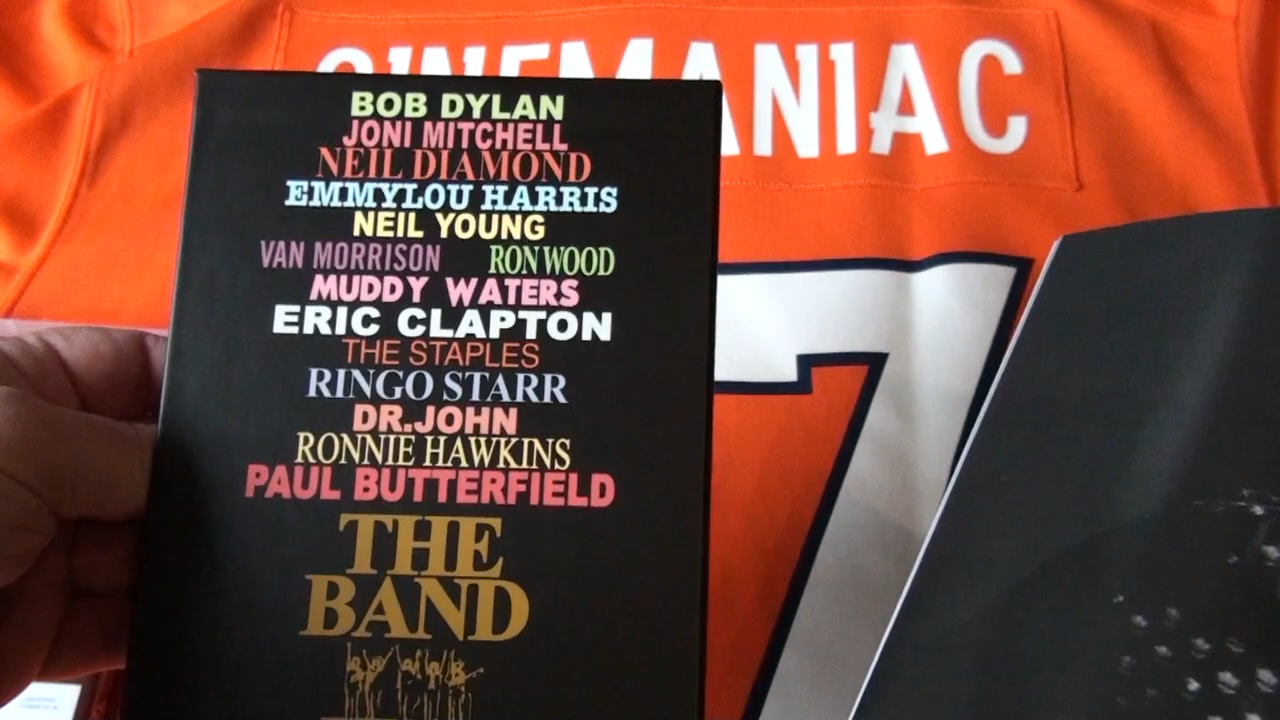 CINEMANIAC
BOB DYLAN
JONI MITCHELL
NEIL DIAMOND
EMMYLOU HARRIS
NEIL YOUNG
VAN MORRISON RON WOOD
MUDDY WATERS
ERIC CLAPTON
THE STAPLES
RINGO STARR
DR.JOHN
RONNIE HAWKINS
PAUL BUTTERFIELD
THE
BAND
7